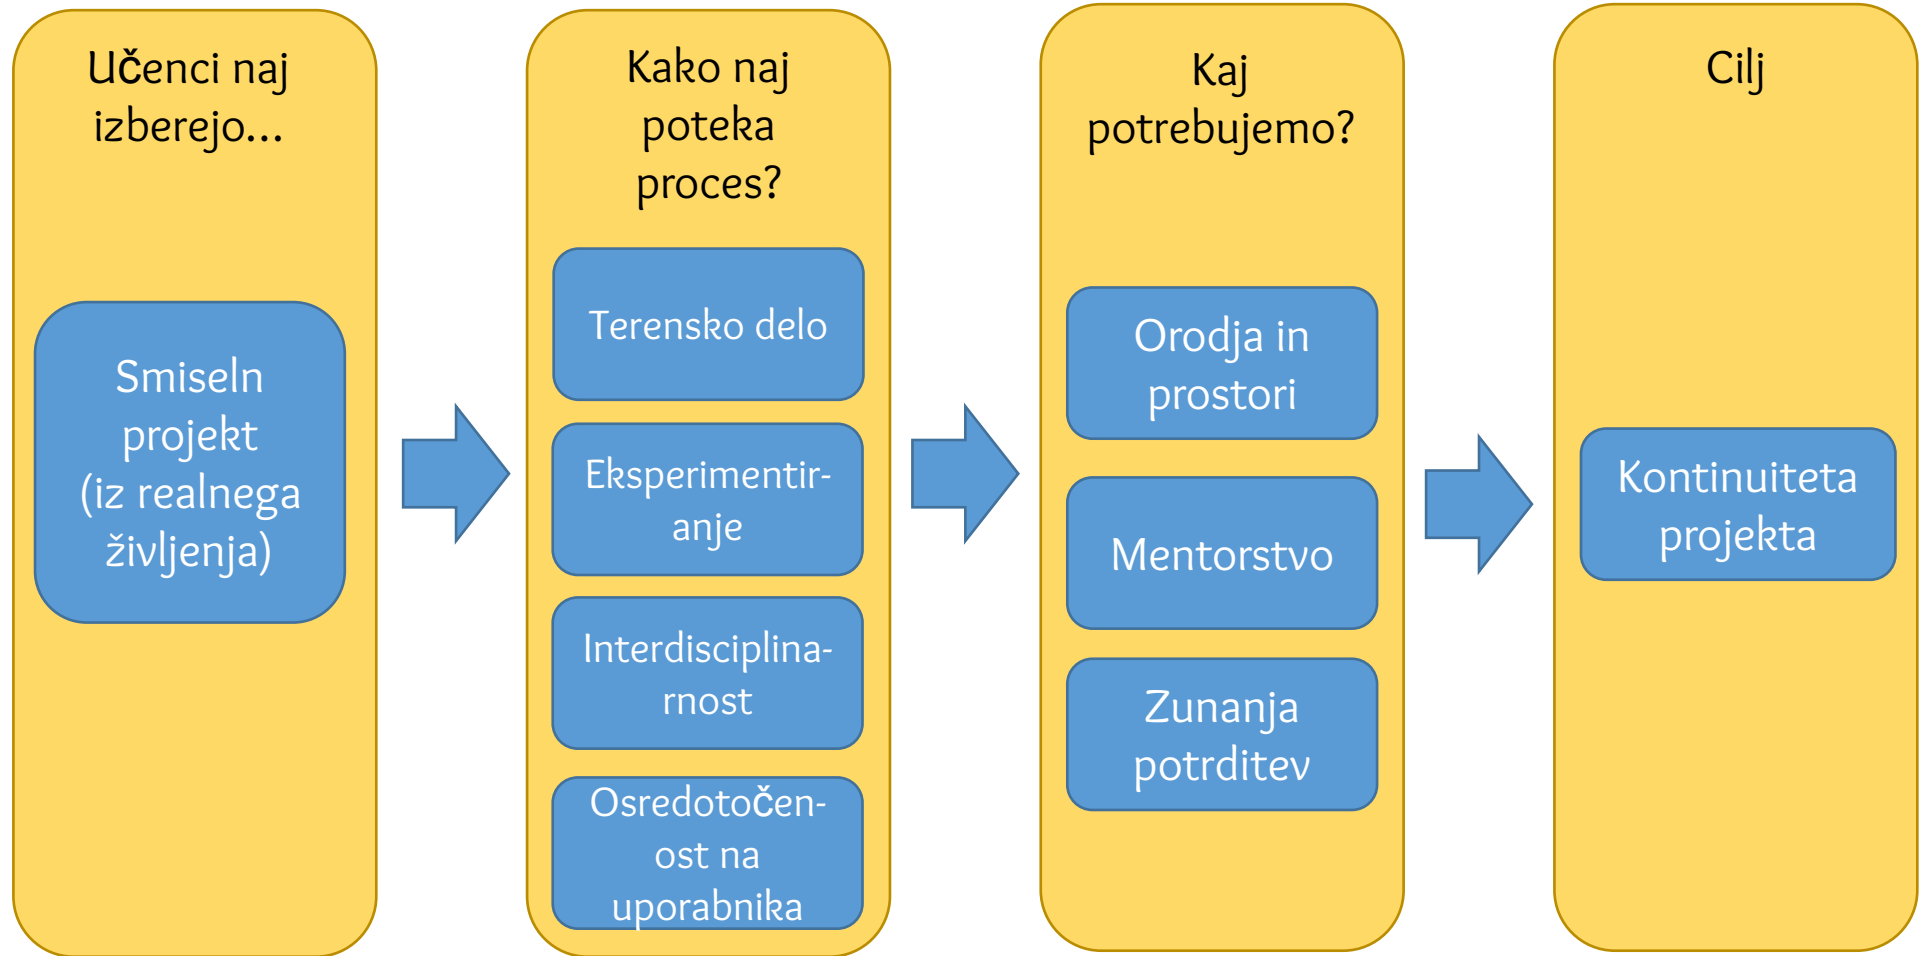 Učenci naj
izberejo...
Smiseln
projekt
(iz realnega
življenja)
Kako naj
poteka
proces?
Terensko delo
Eksperimentir-
anje
Interdisciplina-
rnost
Osredotočen-
ost na
uporabnika
Kaj
potrebujemo?
Orodja in
prostori
Mentorstvo
Zunanja
potrditev
Cilj
Kontinuiteta
projekta